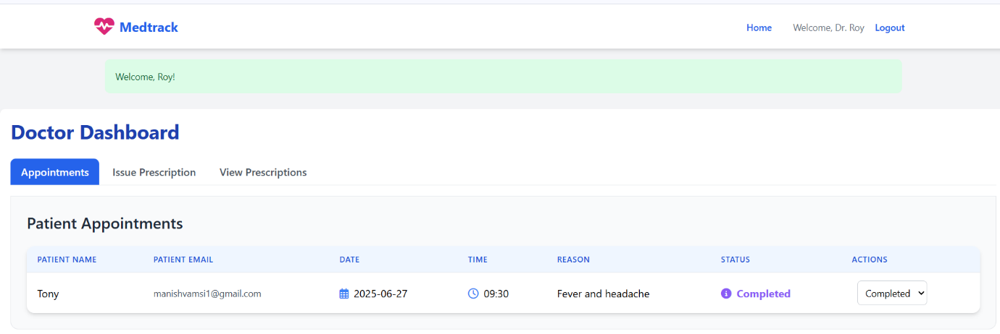 Medtrack Home Welcome, Dr. Roy Logout
Welcome, Roy!
Doctor Dashboard
Appointments Issue Prescription View Prescriptions
Patient Appointments
PATIENT NAME PATIENT EMAIL DATE TIME REASON STATUS ACTIONS
Tony manishvamsi1@gmail.com 2025-06-27 09:30 Fever and headache Completed Completed